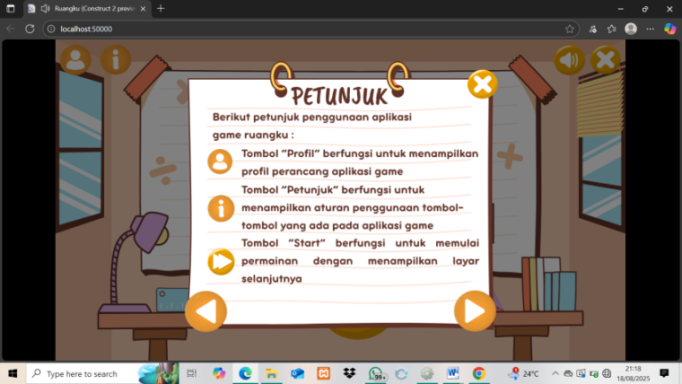 Ruangku (Construct 2 previe
localhost:50000
PETUNJUK
Berikut petunjuk penggunaan aplikasi
game ruangku :
Tombol "Profil" berfungsi untuk menampilkan
profil perancang aplikasi game
Tombol "Petunjuk" berfungsi untuk
menampilkan aturan penggunaan tombol-
tombol yang ada pada aplikasi game
Tombol "Start" berfungsi untuk memulai
permainan dengan menampilkan layar
selanjutnya
Type here to search
99+
24°C
21:18
18/08/2025